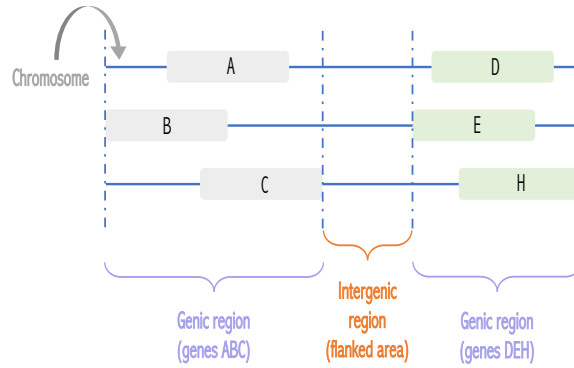 Chromosome
A
D
B
E
C
H
Genic region
(genes ABC)
Intergenic
region
(flanked area)
Genic region
(genes DEH)